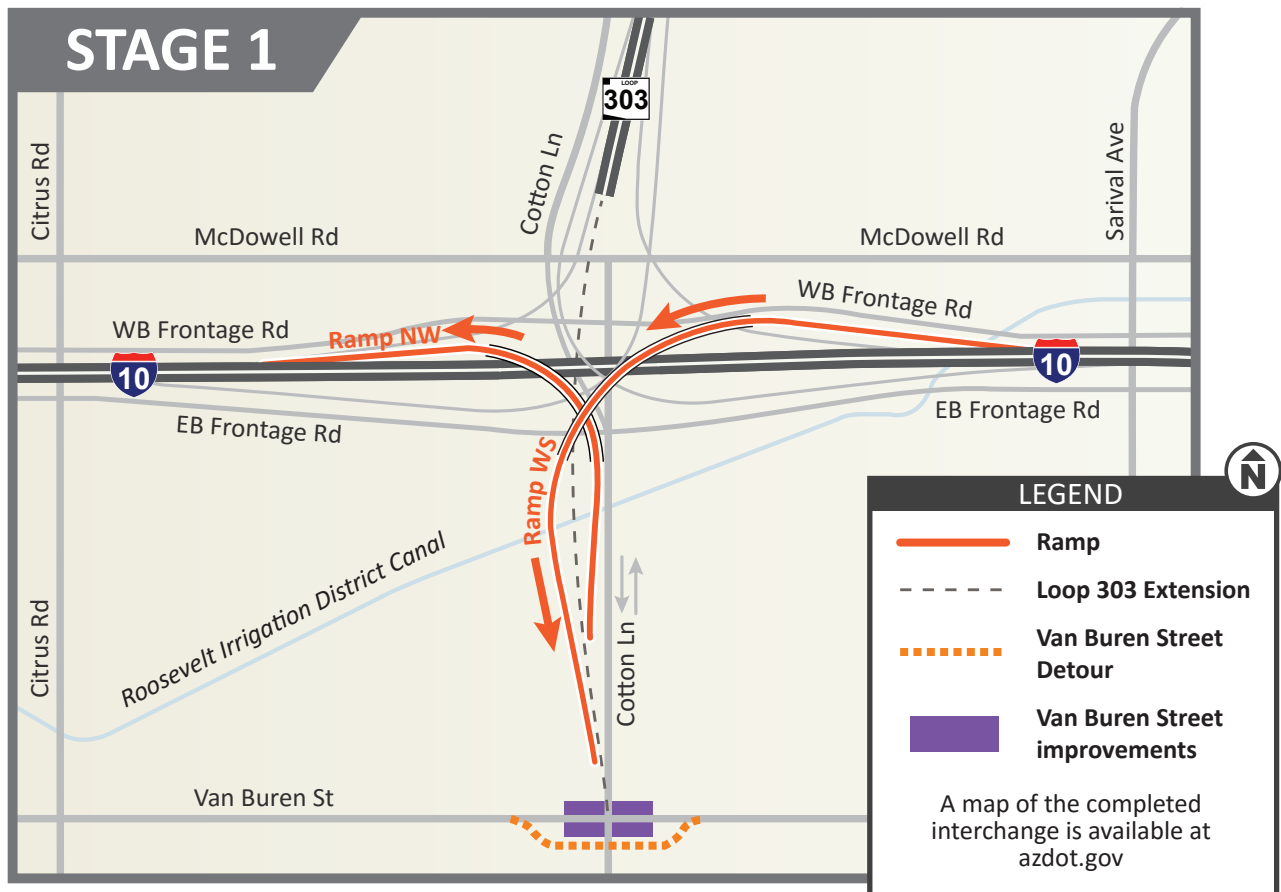 STAGE 1
LOOP
303
Citrus Rd
Cotton Ln
Sarival Ave
McDowell Rd
McDowell Rd
WB Frontage Rd
WB Frontage Rd
Ramp NW
10
10
EB Frontage Rd
EB Frontage Rd
Ramp WS
Roosevelt Irrigation District Canal
Citrus Rd
Cotton Ln
Van Buren St
N
LEGEND
Ramp
Loop 303 Extension
Van Buren Street
Detour
Van Buren Street
improvements
A map of the completed
interchange is available at
azdot.gov